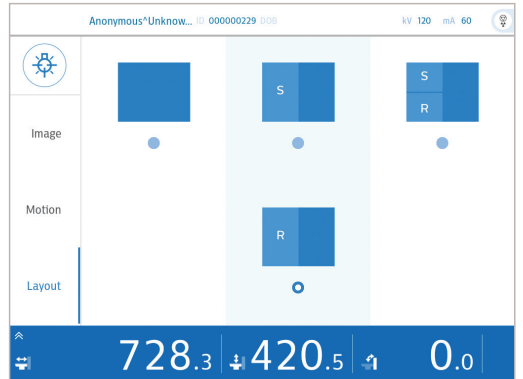 Anonymous^Unknow... ID 000000229 DOB kV 120 mA 60
S
S
R
Image
Motion
R
Layout
728.3 420.5 0.0